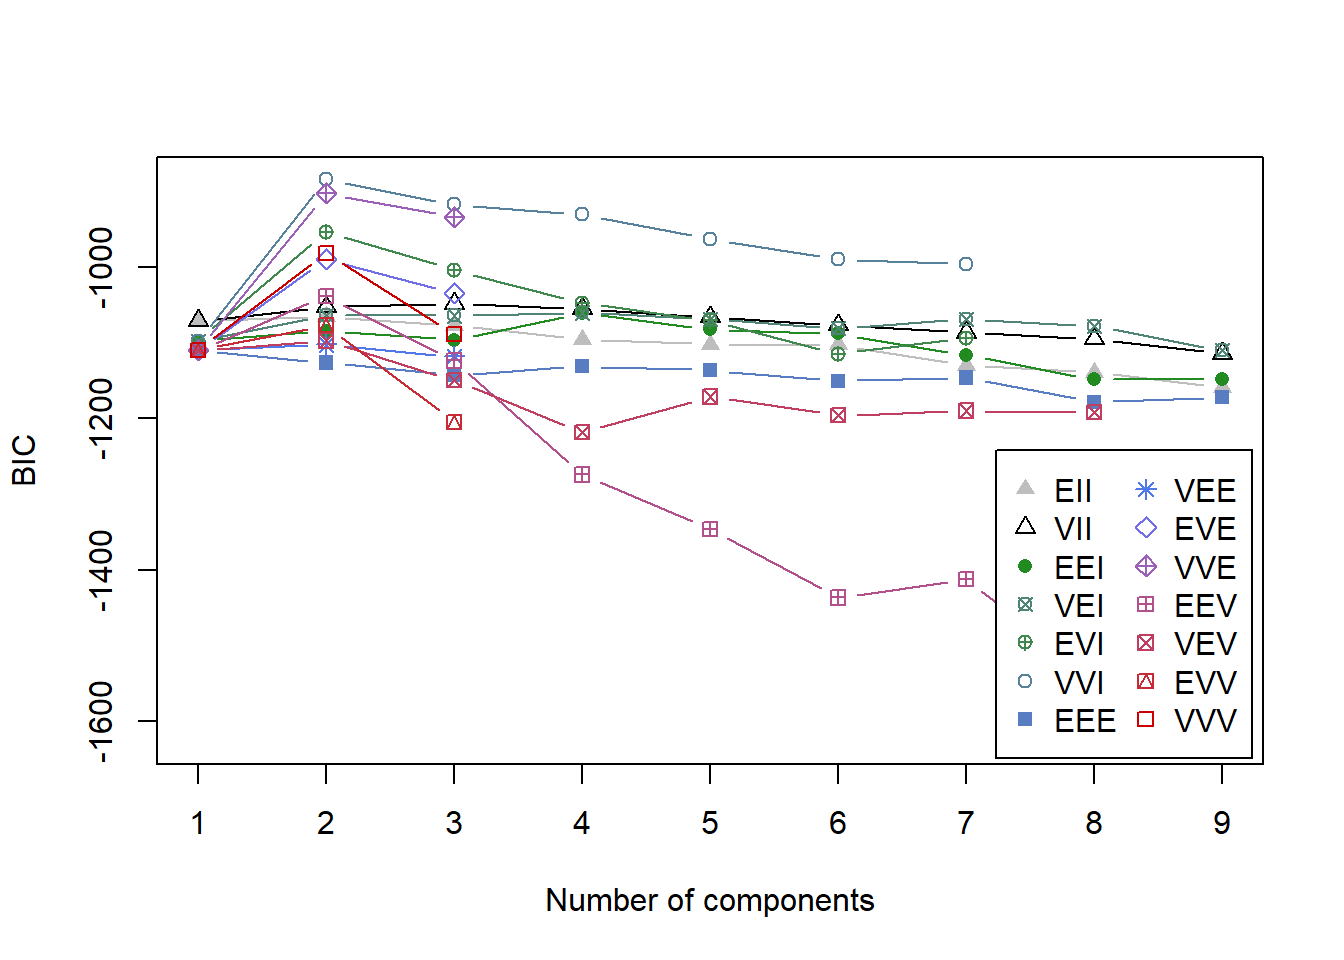 BIC
-1000
-1200
-1400
-1600
EII VEE
VII EVE
EEI VVE
VEI EEV
EVI VEV
VVI EVV
EEE VVV
1 2 3 4 5 6 7 8 9
Number of components